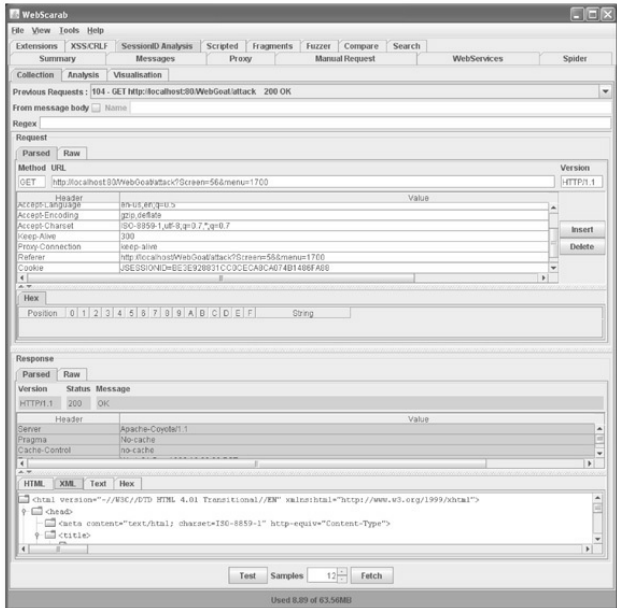 WebScarab
File View Tools Help
Extensions XSS/CRLF SessionID Analysis Scripted Fragments Fuzzer Compare Search
Summary Messages Proxy Manual Request WebServices Spider
Collection Analysis Visualisation
Previous Requests : 104 - GET http://localhost:80/WebGoat/attack 200 OK
From message body Name
Regex
Request
Parsed Raw
Method URL Version
GET http://localhost:80/WebGoat/attack?Screen=56&menu=1700 HTTP/1.1
Header Value
Accept-Language en-us,en;q=0.5
Accept-Encoding gzip,deflate
Accept-Charset ISO-8859-1,utf-8;q=0.7,*;q=0.7
Keep-Alive 300
Proxy-Connection keep-alive
Referer http://localhost/WebGoat/attack?Screen=56&menu=1700
Cookie
Insert
Delete
Hex
Position 0 1 2 3 4 5 6 7 8 9 A B C D E F String
Response
Parsed Raw
Version Status Message
HTTP/1.1 200 OK
Header Value
Server Apache-Coyote/1.1
Pragma No-cache
Cache-Control no-cache
HTML XML Text Hex
<html version="-//W3C//DTD HTML 4.01 Transitional//EN" xmlns:html="http://www.w3.org/1999/xhtml">
<head>
<meta content="text/html; charset=ISO-8859-1" http-equiv="Content-Type">
<title>
Test Samples 12 Fetch
Used 8.09 of 63.56MB